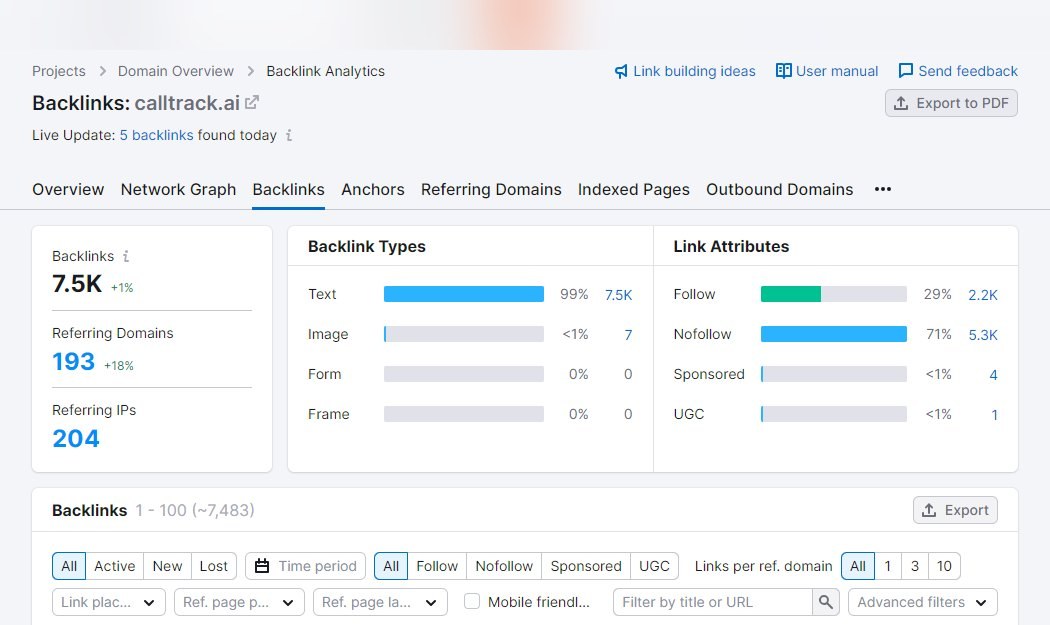 Projects > Domain Overview > Backlink Analytics
Link building ideas User manual Send feedback
Backlinks: calltrack.ai
Export to PDF
Live Update: 5 backlinks found today i
Overview Network Graph Backlinks Anchors Referring Domains Indexed Pages Outbound Domains •••
Backlinks i
7.5K +1%
Referring Domains
193 +18%
Referring IPs
204
Backlink Types
Text 99% 7.5K
Image <1% 7
Form 0% 0
Frame 0% 0
Link Attributes
Follow 29% 2.2K
Nofollow 71% 5.3K
Sponsored <1% 4
UGC <1% 1
Backlinks 1 - 100 (~7,483)
Export
All Active New Lost Time period All Follow Nofollow Sponsored UGC Links per ref. domain All 1 3 10
Link plac... Ref. page p... Ref. page la... Mobile friendl... Filter by title or URL Advanced filters